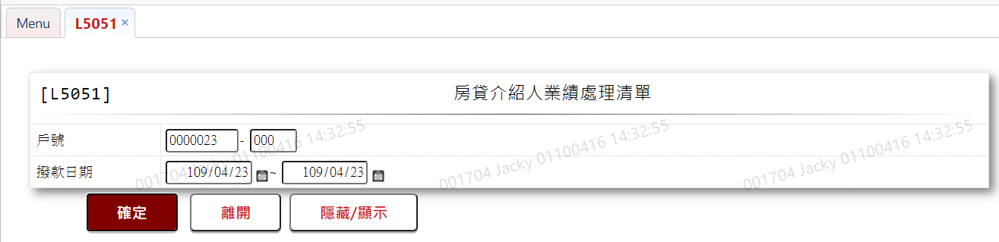 Menu L5051 ×
[L5051] 房貸介紹人業績處理清單
戶號 0000023 - 000
撥款日期 109/04/23 ~ 109/04/23
001704 Jacky 01100416 14:32:55 001704 Jacky 01100416 14:32:55 001704 Jacky 01100416 14:32:55
確定 離開 隱藏/顯示